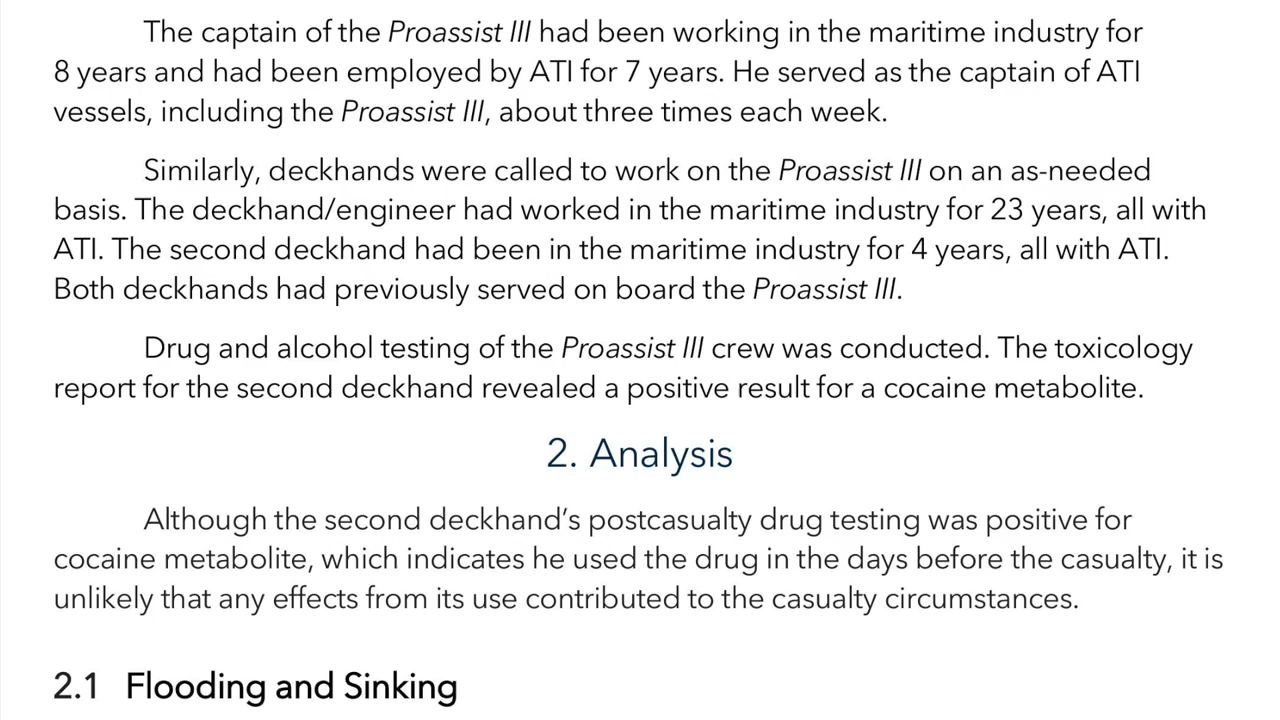 The captain of the Proassist III had been working in the maritime industry for
8 years and had been employed by ATI for 7 years. He served as the captain of ATI
vessels, including the Proassist III, about three times each week.
Similarly, deckhands were called to work on the Proassist III on an as-needed
basis. The deckhand/engineer had worked in the maritime industry for 23 years, all with
ATI. The second deckhand had been in the maritime industry for 4 years, all with ATI.
Both deckhands had previously served on board the Proassist III.
Drug and alcohol testing of the Proassist III crew was conducted. The toxicology
report for the second deckhand revealed a positive result for a cocaine metabolite.
2. Analysis
Although the second deckhand’s postcasualty drug testing was positive for
cocaine metabolite, which indicates he used the drug in the days before the casualty, it is
unlikely that any effects from its use contributed to the casualty circumstances.
2.1 Flooding and Sinking